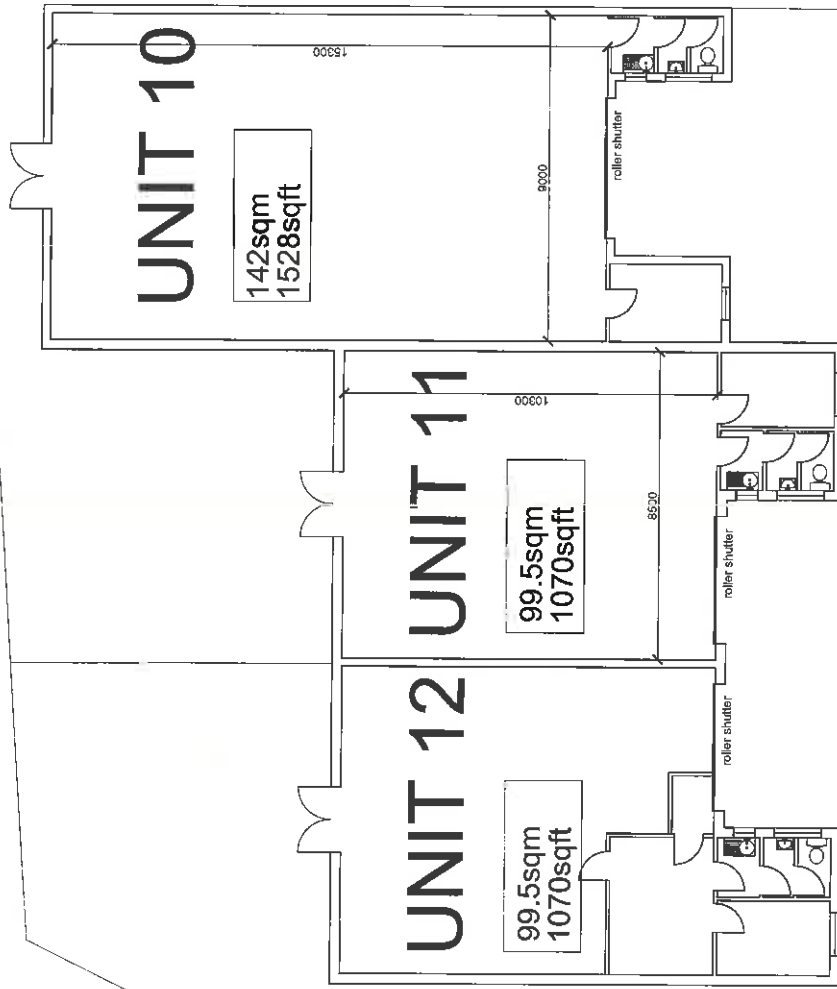 UNIT 10
142sqm
1528sqft
15300
9000
roller shutter
UNIT 11
99.5sqm
1070sqft
10300
8500
roller shutter
UNIT 12
99.5sqm
1070sqft
roller shutter